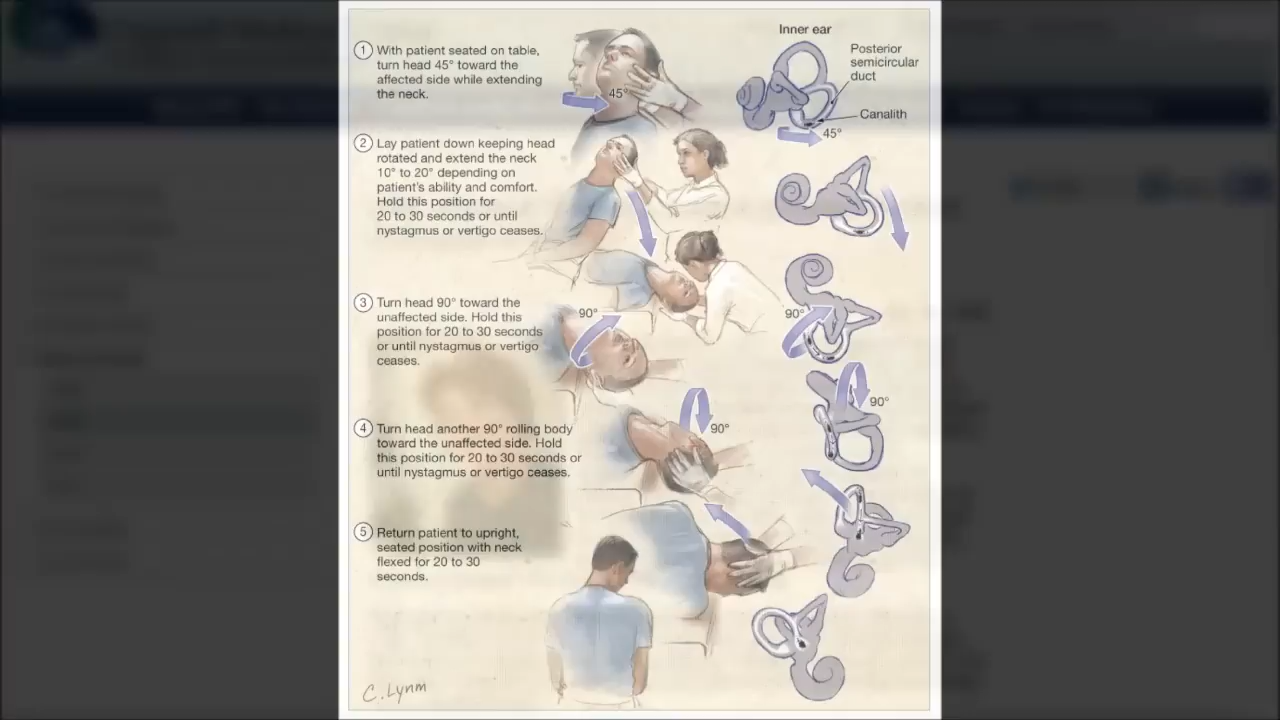 ① With patient seated on table,
turn head 45° toward the
affected side while extending
the neck.
45°
Inner ear
Posterior
semicircular
duct
Canalith
45°
② Lay patient down keeping head
rotated and extend the neck
10° to 20° depending on
patient's ability and comfort.
Hold this position for
20 to 30 seconds or until
nystagmus or vertigo ceases.
③ Turn head 90° toward the
unaffected side. Hold this
position for 20 to 30 seconds
or until nystagmus or vertigo
ceases.
90°
90°
④ Turn head another 90° rolling body
toward the unaffected side. Hold
this position for 20 to 30 seconds or
until nystagmus or vertigo ceases.
90°
90°
⑤ Return patient to upright,
seated position with neck
flexed for 20 to 30
seconds.
C. Lynm